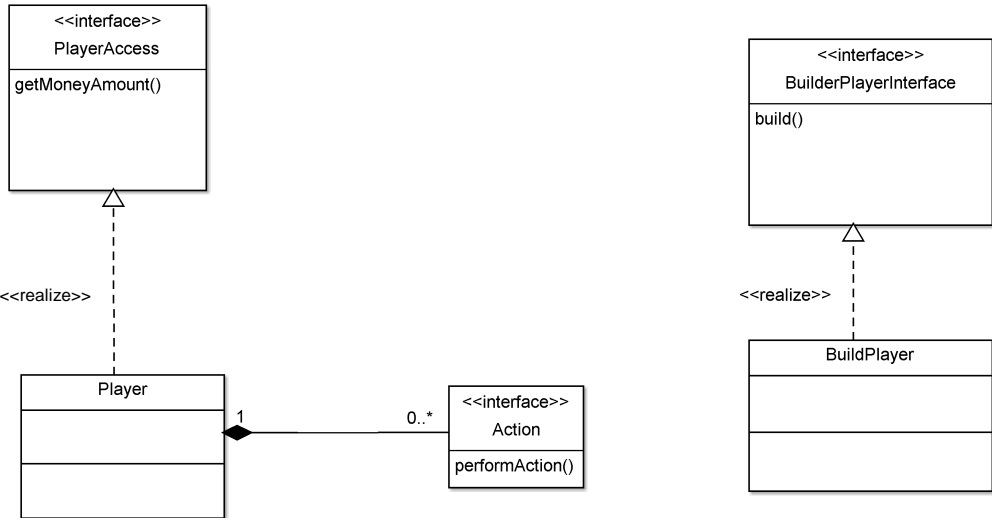 <<interface>>
PlayerAccess
getMoneyAmount()
<<realize>>
Player
1
0..*
<<interface>>
Action
performAction()
<<interface>>
BuilderPlayerInterface
build()
<<realize>>
BuildPlayer